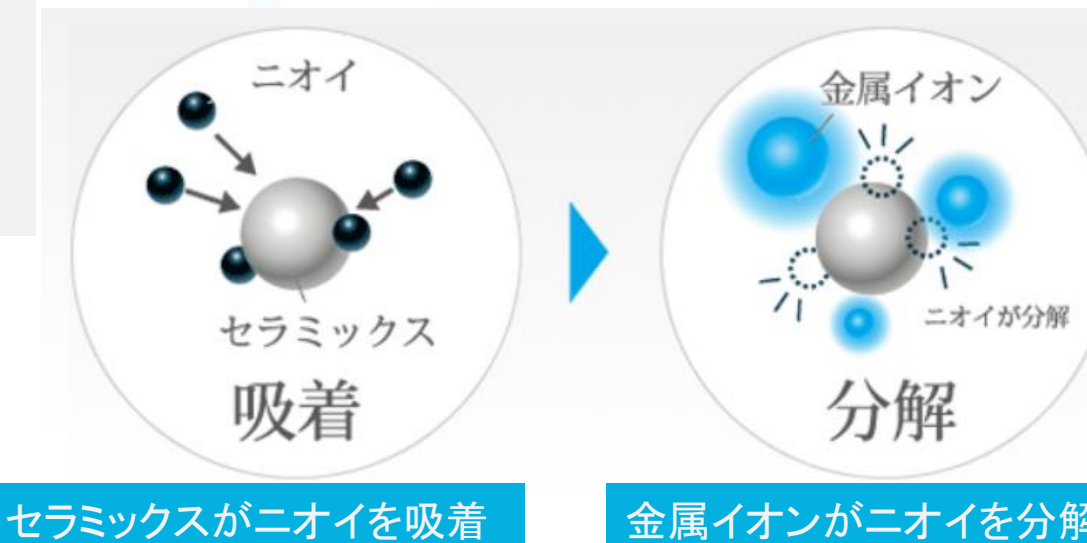 ニオイ
セラミックス
吸着
金属イオン
ニオイが分解
分解
セラミックスがニオイを吸着
金属イオンがニオイを分解